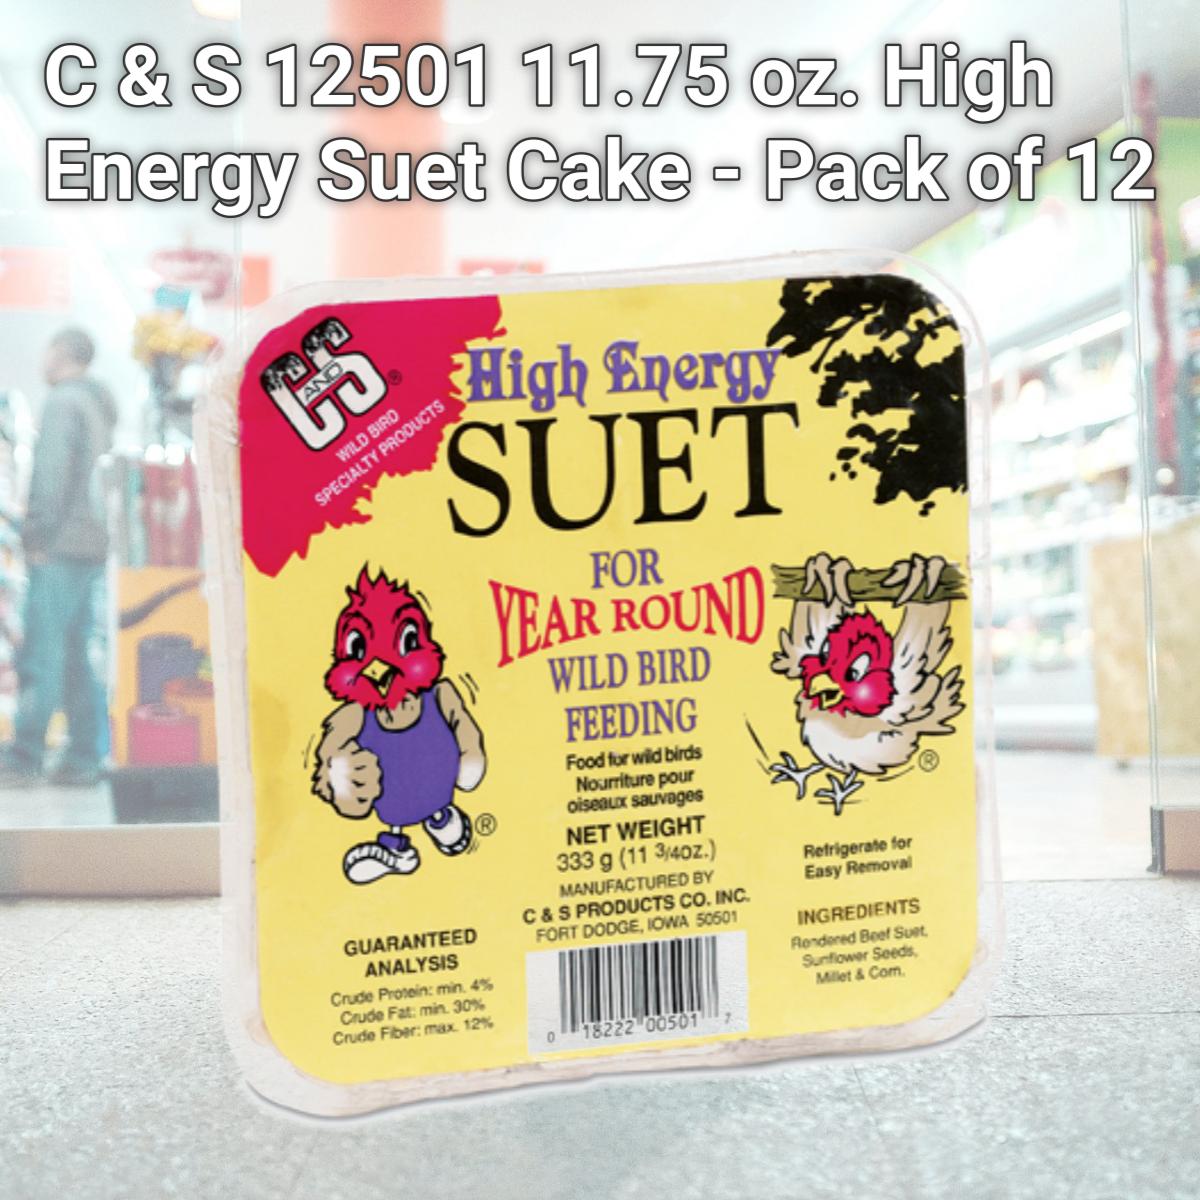 C & S 12501 11.75 oz. High
Energy Suet Cake - Pack of 12
C AND S ®
WILD BIRD
SPECIALTY PRODUCTS
High Energy
SUET
FOR
YEAR ROUND
WILD BIRD
FEEDING
Food for wild birds
Nourriture pour
oiseaux sauvages
NET WEIGHT
333 g (11 3/4OZ.)
MANUFACTURED BY
C & S PRODUCTS CO. INC.
FORT DODGE, IOWA 50501
®
®
Refrigerate for
Easy Removal
GUARANTEED
ANALYSIS
Crude Protein: min. 4%
Crude Fat: min. 30%
Crude Fiber: max. 12%
INGREDIENTS
Rendered Beef Suet,
Sunflower Seeds,
Millet & Corn.
0 18222 00501 7